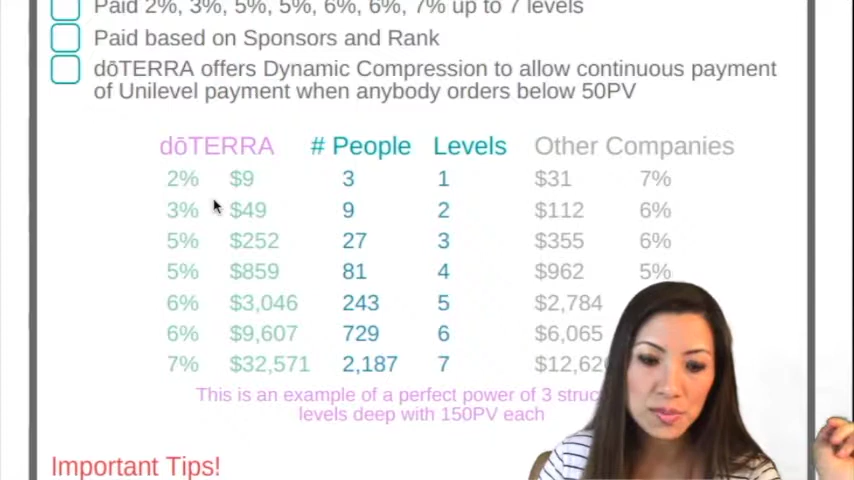 Paid 2%, 3%, 5%, 5%, 6%, 6%, 7% up to 7 levels
Paid based on Sponsors and Rank
dōTERRA offers Dynamic Compression to allow continuous payment
of Unilevel payment when anybody orders below 50PV
dōTERRA # People Levels Other Companies
2% $9 3 1 $31 7%
3% $49 9 2 $112 6%
5% $252 27 3 $355 6%
5% $859 81 4 $962 5%
6% $3,046 243 5 $2,784
6% $9,607 729 6 $6,065
7% $32,571 2,187 7
This is an example of a perfect power of 3
levels deep with 150PV each
Important Tips!